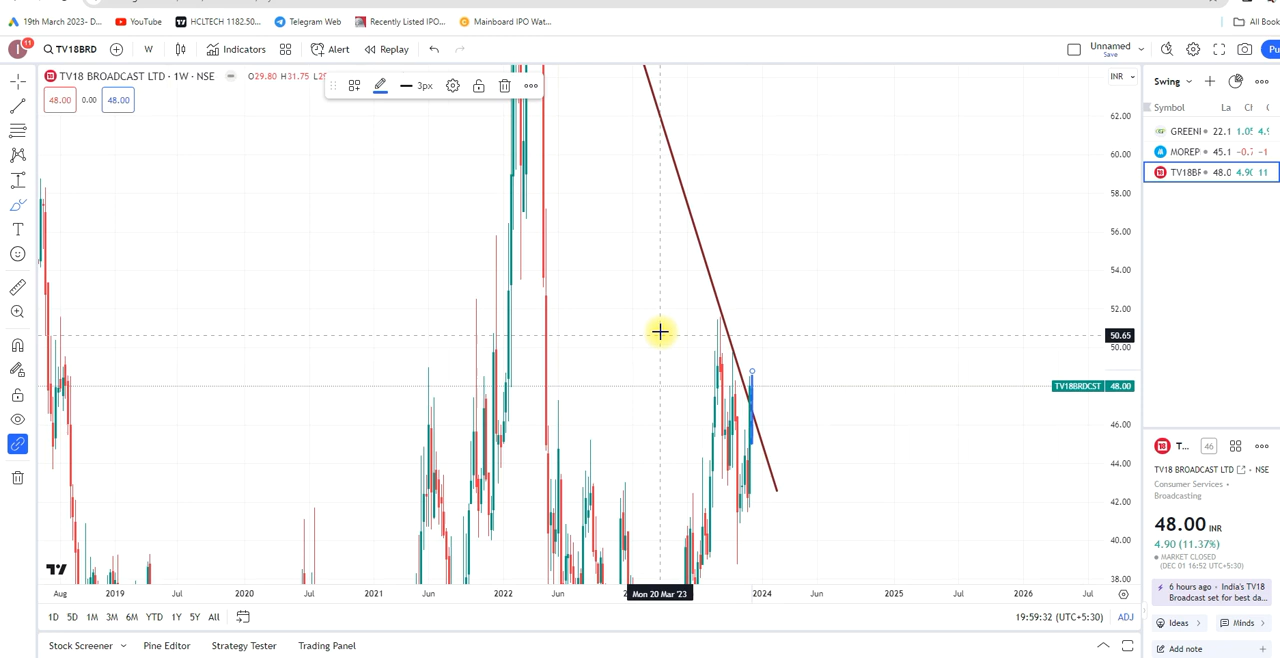 19th March 2023- D...
YouTube
HCLTECH 1182.50...
Telegram Web
Recently Listed IPO...
Mainboard IPO Wat...
All Book
I
11
TV18BRD
W
Indicators
Alert
Replay
Unnamed
Save
Pu
TV18 BROADCAST LTD · 1W · NSE
O29.80 H31.75 L2
48.00
0.00
48.00
3px
INR
62.00
60.00
58.00
56.00
54.00
52.00
50.65
50.00
TV18BRDCST 48.00
46.00
44.00
42.00
40.00
38.00
Aug
2019
Jul
2020
Jul
2021
Jun
2022
Jun
Mon 20 Mar '23
2024
Jun
2025
Jul
2026
Jul
1D
5D
1M
3M
6M
YTD
1Y
5Y
All
19:59:32 (UTC+5:30)
ADJ
Stock Screener
Pine Editor
Strategy Tester
Trading Panel
Swing
Symbol
La
Ch
GREENI 22.1 1.05 4.9
MOREP 45.1 -0.7 -1
TV18BF 48.0 4.90 11
18
T...
46
TV18 BROADCAST LTD · NSE
Consumer Services •
Broadcasting
48.00 INR
4.90 (11.37%)
MARKET CLOSED
(DEC 01 16:52 UTC+5:30)
6 hours ago · India's TV18
Broadcast set for best da...
Ideas
Minds
Add note